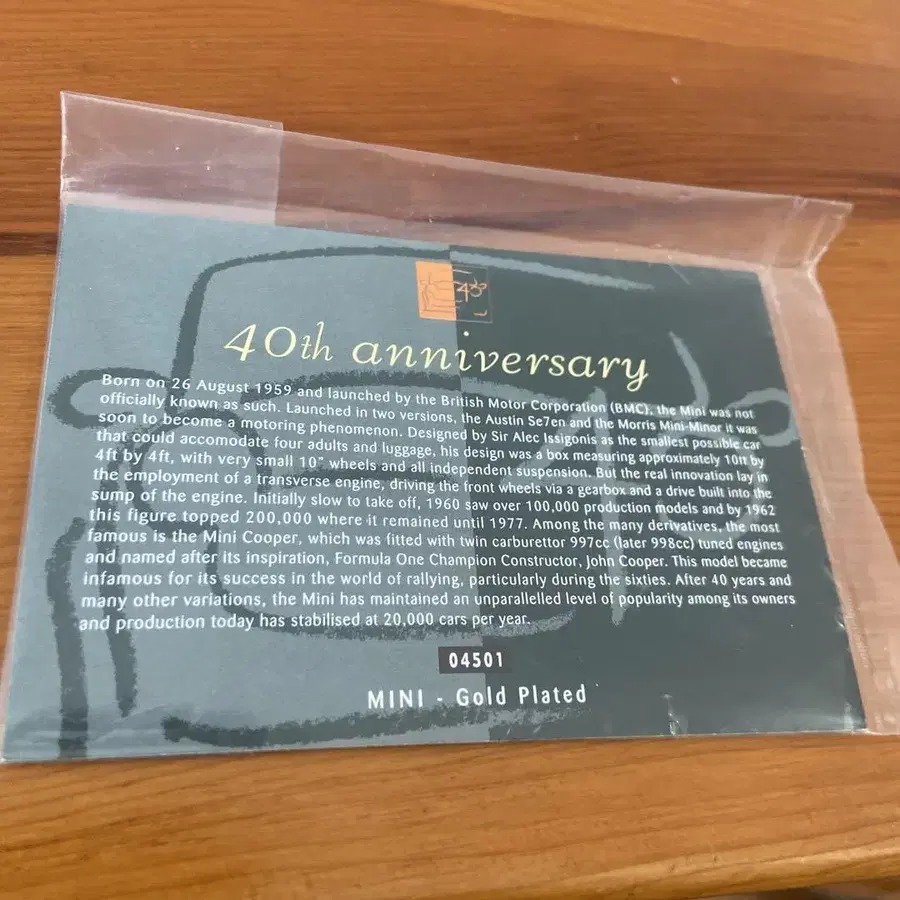 40
40th anniversary
Born on 26 August 1959 and launched by the British Motor Corporation (BMC), the Mini was not
officially known as such. Launched in two versions, the Austin Se7en and the Morris Mini-Minor it was
soon to become a motoring phenomenon. Designed by Sir Alec Issigonis as the smallest possible car
that could accomodate four adults and luggage, his design was a box measuring approximately 10ft by
4ft by 4ft, with very small 10" wheels and all independent suspension. But the real innovation lay in
the employment of a transverse engine, driving the front wheels via a gearbox and a drive built into the
sump of the engine. Initially slow to take off, 1960 saw over 100,000 production models and by 1962
this figure topped 200,000 where it remained until 1977. Among the many derivatives, the most
famous is the Mini Cooper, which was fitted with twin carburettor 997cc (later 998cc) tuned engines
and named after its inspiration, Formula One Champion Constructor, John Cooper. This model became
infamous for its success in the world of rallying, particularly during the sixties. After 40 years and
many other variations, the Mini has maintained an unparallelled level of popularity among its owners
and production today has stabilised at 20,000 cars per year.
04501
MINI - Gold Plated